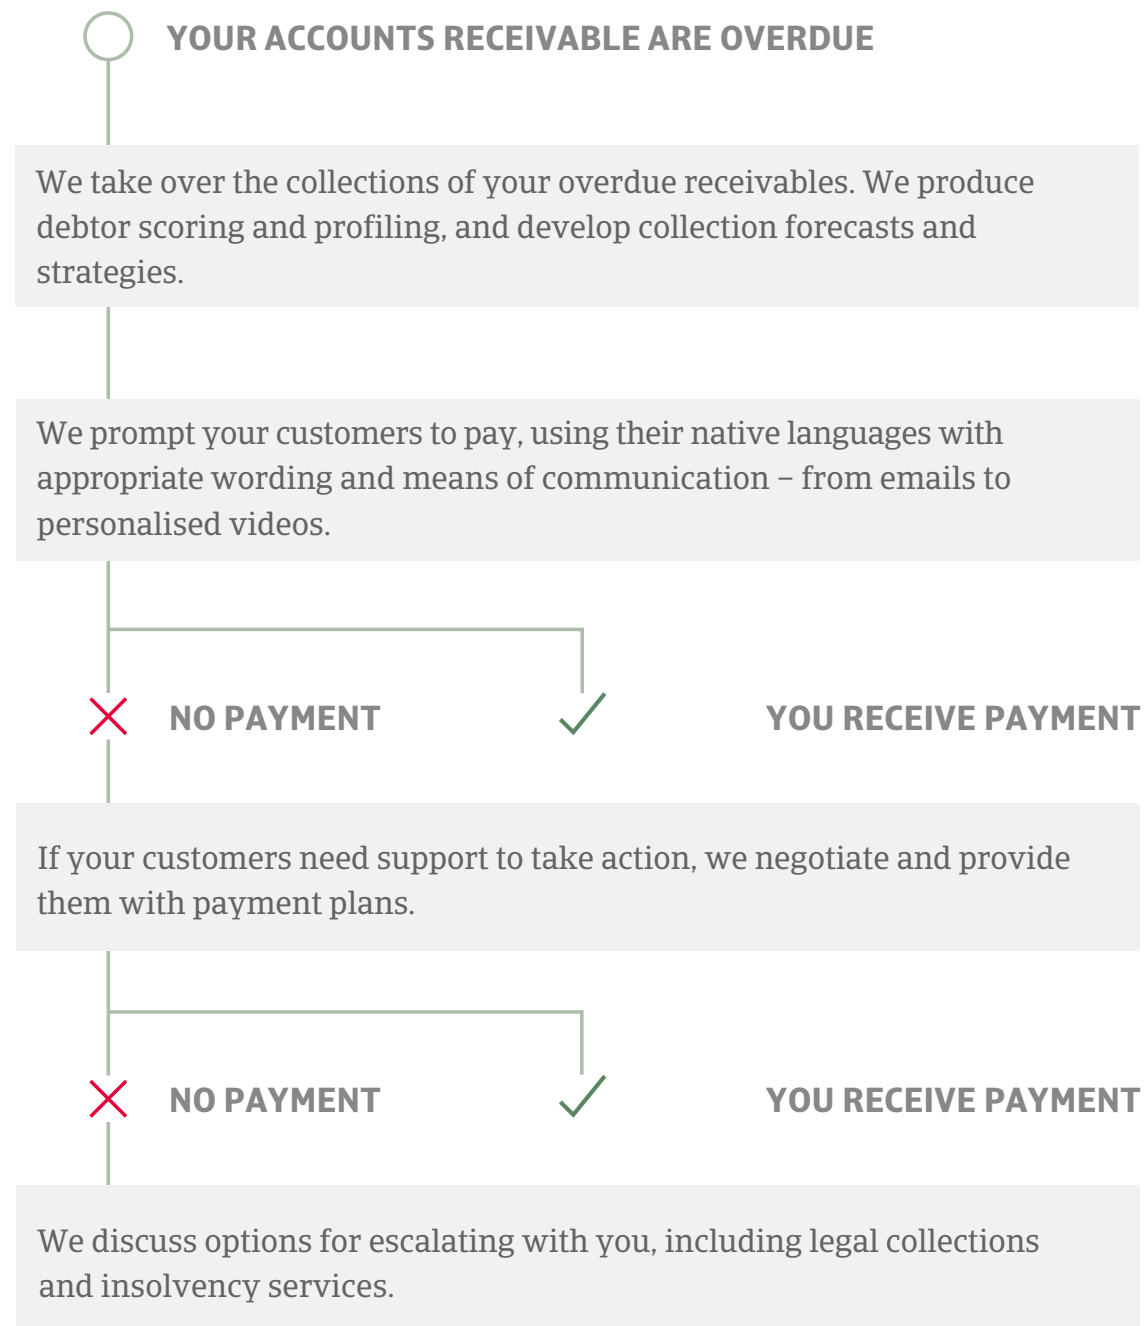 YOUR ACCOUNTS RECEIVABLE ARE OVERDUE
We take over the collections of your overdue receivables. We produce
debtor scoring and profiling, and develop collection forecasts and
strategies.
We prompt your customers to pay, using their native languages with
appropriate wording and means of communication – from emails to
personalised videos.
NO PAYMENT
YOU RECEIVE PAYMENT
If your customers need support to take action, we negotiate and provide
them with payment plans.
NO PAYMENT
YOU RECEIVE PAYMENT
We discuss options for escalating with you, including legal collections
and insolvency services.